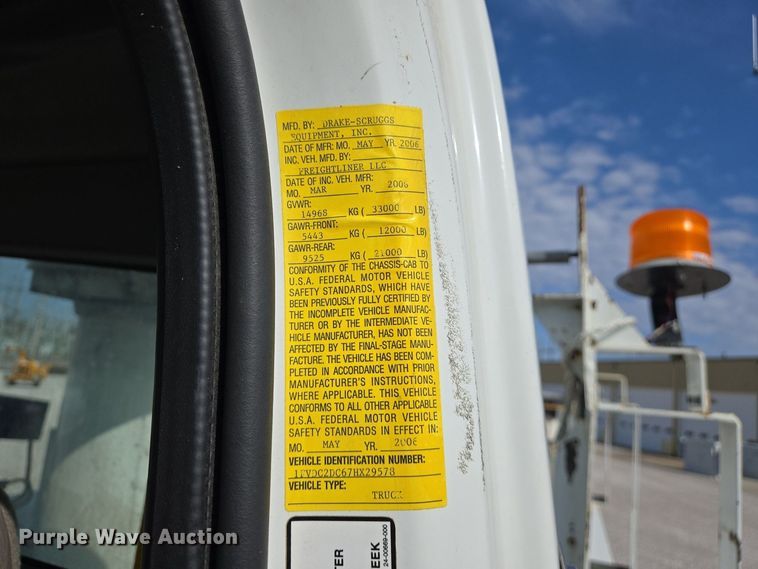 MFD. BY: DRAKE-SCRUGGS
EQUIPMENT, INC.
DATE OF MFR: MO. MAY YR. 2006
INC. VEH. MFD. BY:
FREIGHTLINER LLC
DATE OF INC. VEH. MFR:
MO. MAR YR. 2006
GVWR:
14968 KG ( 33000 LB)
GAWR-FRONT:
5443 KG ( 12000 LB)
GAWR-REAR:
9525 KG ( 21000 LB)
CONFORMITY OF THE CHASSIS-CAB TO
U.S.A. FEDERAL MOTOR VEHICLE
SAFETY STANDARDS, WHICH HAVE
BEEN PREVIOUSLY FULLY CERTIFIED BY
THE INCOMPLETE VEHICLE MANUFAC-
TURER OR BY THE INTERMEDIATE VE-
HICLE MANUFACTURER, HAS NOT BEEN
AFFECTED BY THE FINAL-STAGE MANU-
FACTURE. THE VEHICLE HAS BEEN COM-
PLETED IN ACCORDANCE WITH PRIOR
MANUFACTURER'S INSTRUCTIONS,
WHERE APPLICABLE. THIS VEHICLE
CONFORMS TO ALL OTHER APPLICABLE
U.S.A. FEDERAL MOTOR VEHICLE
SAFETY STANDARDS IN EFFECT IN:
MO. MAY YR. 2006
VEHICLE IDENTIFICATION NUMBER:
1FVDC2DC67HX29578
VEHICLE TYPE:
TRUCK
TER
EEK
24-00669-000
Purple Wave Auction